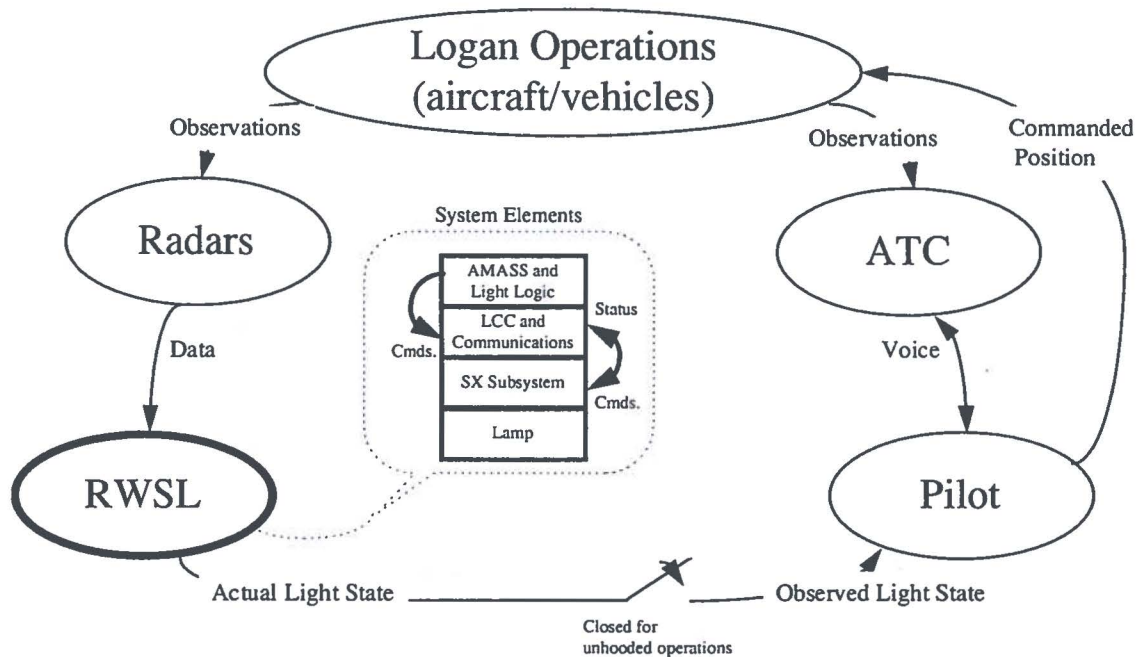 Logan Operations
(aircraft/vehicles)
Observations
Observations
Commanded
Position
Radars
System Elements
ATC
AMASS and
Light Logic
Status
LCC and
Communications
Cmds.
Data
Voice
SX Subsystem
Cmds.
Lamp
RWSL
Pilot
Actual Light State
Observed Light State
Closed for
unhooded operations